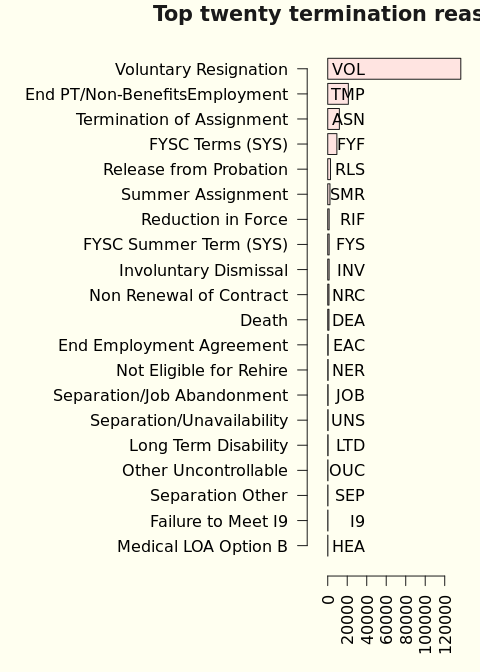 Top twenty termination reas
Voluntary Resignation VOL
End PT/Non-BenefitsEmployment TMP
Termination of Assignment ASN
FYSC Terms (SYS) FYF
Release from Probation RLS
Summer Assignment SMR
Reduction in Force RIF
FYSC Summer Term (SYS) FYS
Involuntary Dismissal INV
Non Renewal of Contract NRC
Death DEA
End Employment Agreement EAC
Not Eligible for Rehire NER
Separation/Job Abandonment JOB
Separation/Unavailability UNS
Long Term Disability LTD
Other Uncontrollable OUC
Separation Other SEP
Failure to Meet I9 I9
Medical LOA Option B HEA
0
20000
40000
60000
80000
100000
120000